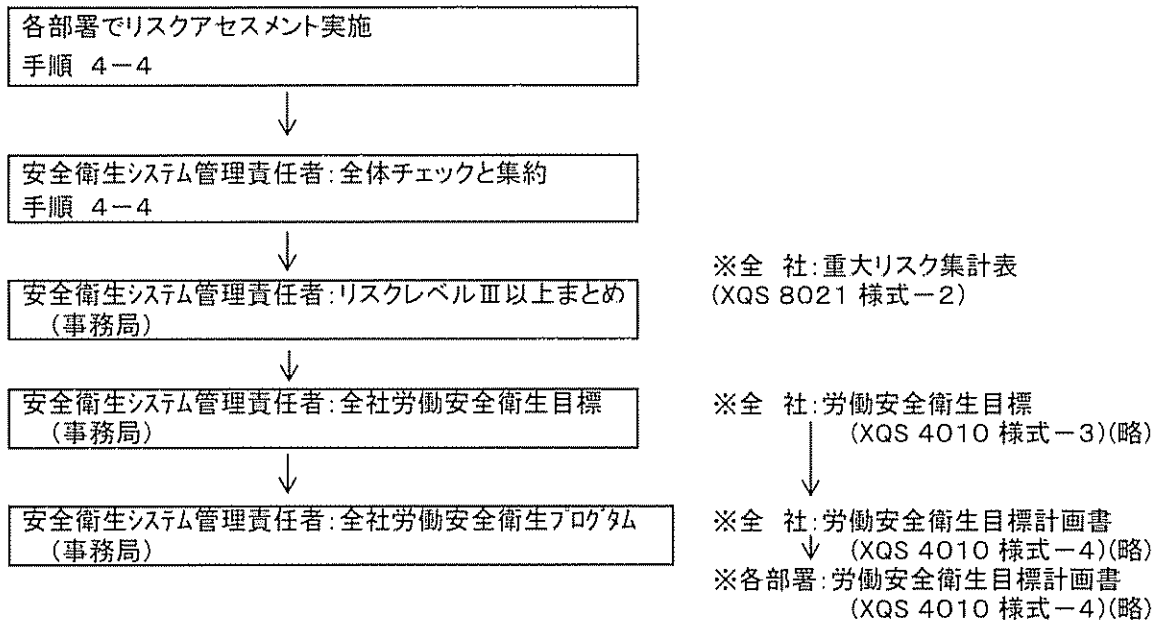 各部署でリスクアセスメント実施
手順 4-4
安全衛生システム管理責任者:全体チェックと集約
手順 4-4
安全衛生システム管理責任者:リスクレベルⅢ以上まとめ
(事務局)
※全 社:重大リスク集計表
(XQS 8021 様式-2)
安全衛生システム管理責任者:全社労働安全衛生目標
(事務局)
※全 社:労働安全衛生目標
(XQS 4010 様式-3)(略)
安全衛生システム管理責任者:全社労働安全衛生プログタム
(事務局)
※全 社:労働安全衛生目標計画書
(XQS 4010 様式-4)(略)
※各部署:労働安全衛生目標計画書
(XQS 4010 様式-4)(略)